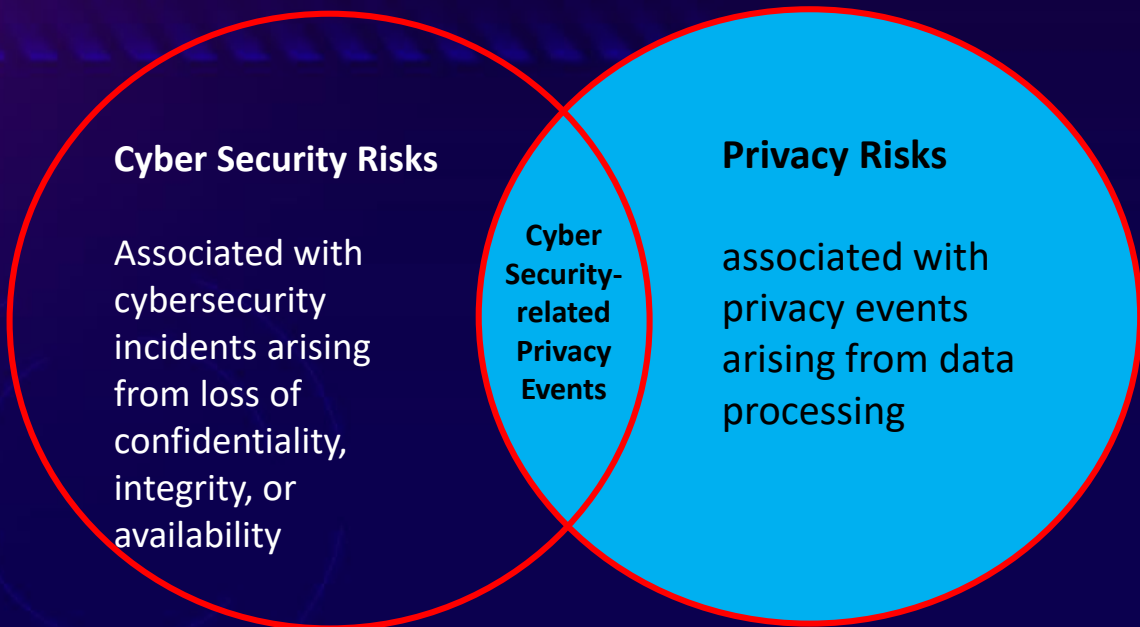 Cyber Security Risks
Associated with
cybersecurity
incidents arising
from loss of
confidentiality,
integrity, or
availability
Cyber
Security-
related
Privacy
Events
Privacy Risks
associated with
privacy events
arising from data
processing